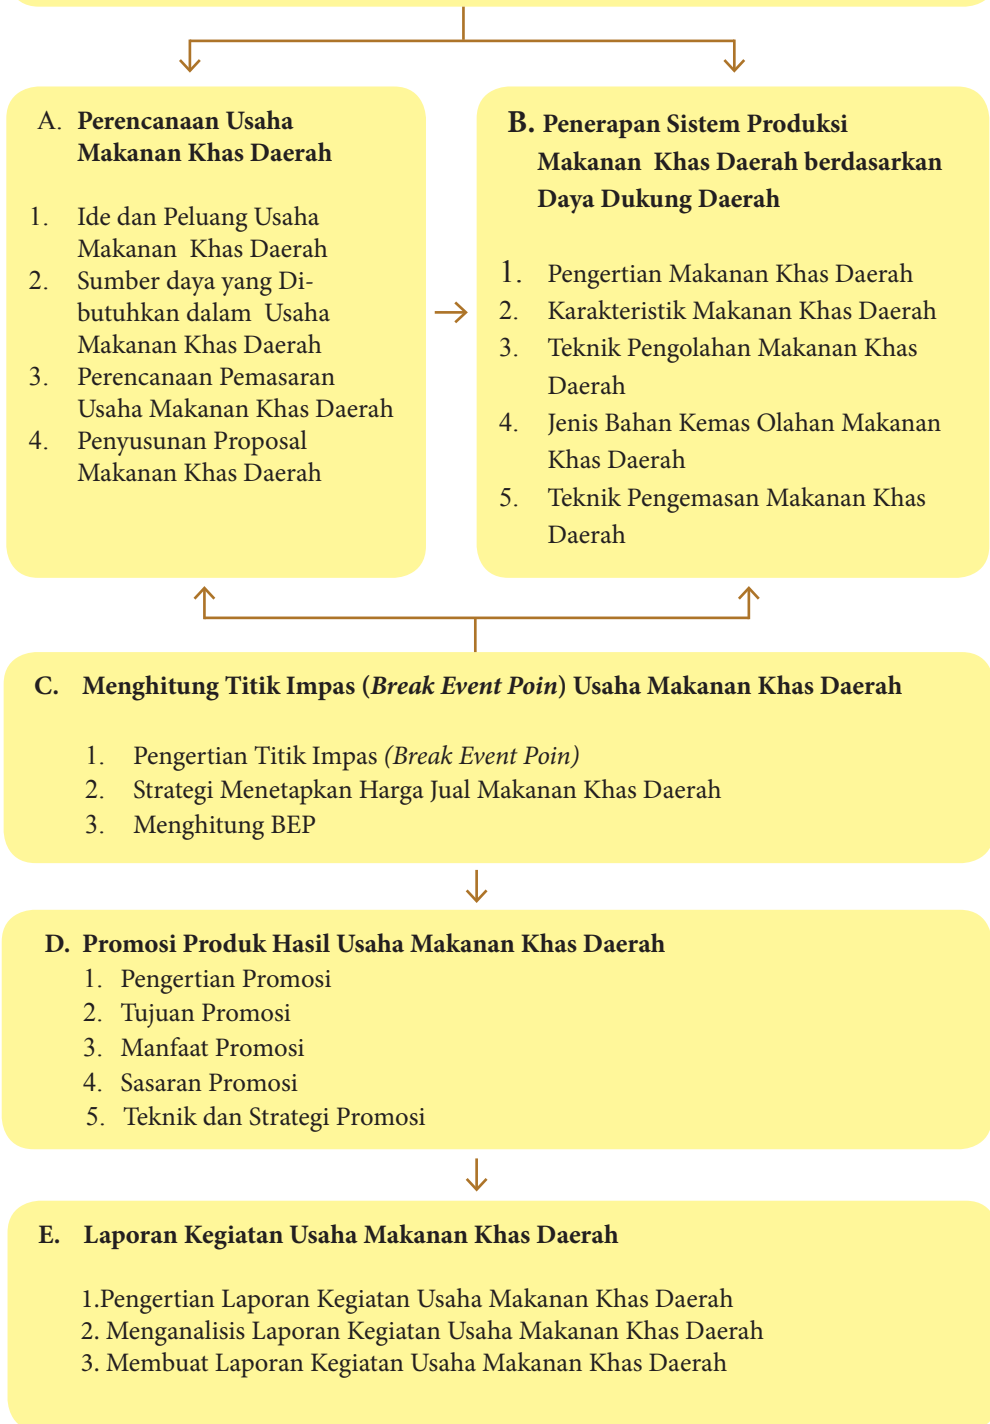 A. Perencanaan Usaha
Makanan Khas Daerah
1. Ide dan Peluang Usaha
Makanan Khas Daerah
2. Sumber daya yang Di-
butuhkan dalam Usaha
Makanan Khas Daerah
3. Perencanaan Pemasaran
Usaha Makanan Khas Daerah
4. Penyusunan Proposal
Makanan Khas Daerah
B. Penerapan Sistem Produksi
Makanan Khas Daerah berdasarkan
Daya Dukung Daerah
1. Pengertian Makanan Khas Daerah
2. Karakteristik Makanan Khas Daerah
3. Teknik Pengolahan Makanan Khas
Daerah
4. Jenis Bahan Kemas Olahan Makanan
Khas Daerah
5. Teknik Pengemasan Makanan Khas
Daerah
C. Menghitung Titik Impas (Break Event Poin) Usaha Makanan Khas Daerah
1. Pengertian Titik Impas (Break Event Poin)
2. Strategi Menetapkan Harga Jual Makanan Khas Daerah
3. Menghitung BEP
D. Promosi Produk Hasil Usaha Makanan Khas Daerah
1. Pengertian Promosi
2. Tujuan Promosi
3. Manfaat Promosi
4. Sasaran Promosi
5. Teknik dan Strategi Promosi
E. Laporan Kegiatan Usaha Makanan Khas Daerah
1.Pengertian Laporan Kegiatan Usaha Makanan Khas Daerah
2. Menganalisis Laporan Kegiatan Usaha Makanan Khas Daerah
3. Membuat Laporan Kegiatan Usaha Makanan Khas Daerah